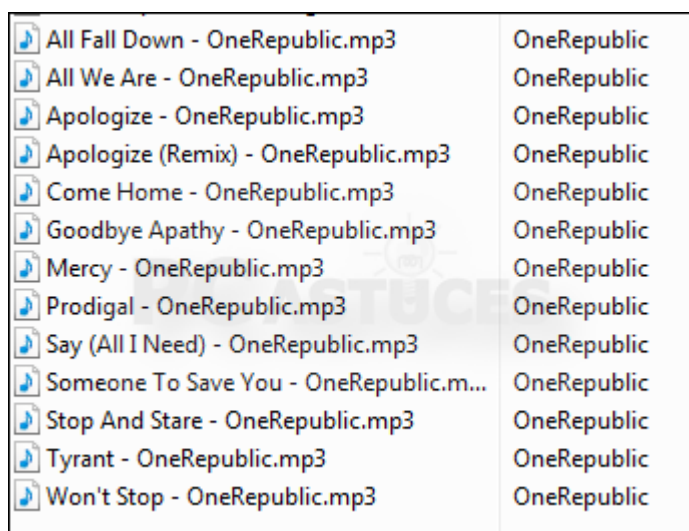 All Fall Down - OneRepublic.mp3 OneRepublic
All We Are - OneRepublic.mp3 OneRepublic
Apologize - OneRepublic.mp3 OneRepublic
Apologize (Remix) - OneRepublic.mp3 OneRepublic
Come Home - OneRepublic.mp3 OneRepublic
Goodbye Apathy - OneRepublic.mp3 OneRepublic
Mercy - OneRepublic.mp3 OneRepublic
Prodigal - OneRepublic.mp3 OneRepublic
PC ASTUCES
Say (All I Need) - OneRepublic.mp3 OneRepublic
Someone To Save You - OneRepublic.m... OneRepublic
Stop And Stare - OneRepublic.mp3 OneRepublic
Tyrant - OneRepublic.mp3 OneRepublic
Won't Stop - OneRepublic.mp3 OneRepublic